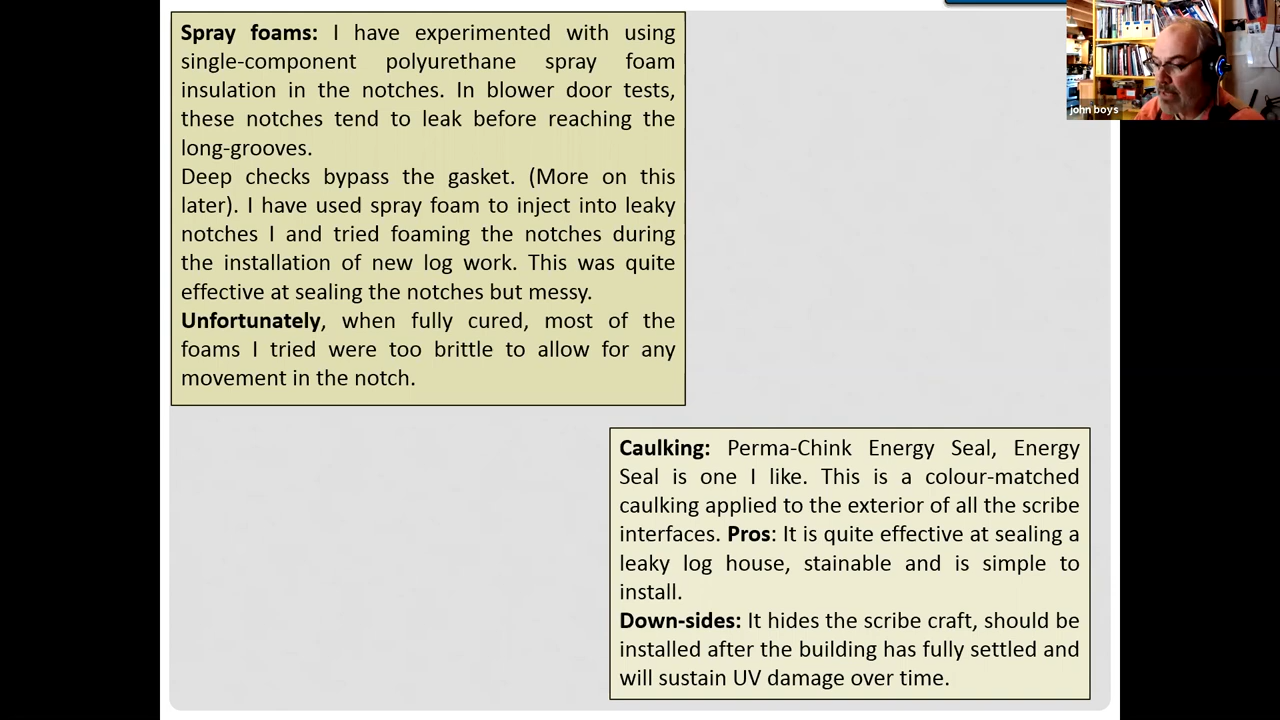 Spray foams: I have experimented with using
single-component polyurethane spray foam
insulation in the notches. In blower door tests,
these notches tend to leak before reaching the
long-grooves.
Deep checks bypass the gasket. (More on this
later). I have used spray foam to inject into leaky
notches I and tried foaming the notches during
the installation of new log work. This was quite
effective at sealing the notches but messy.
Unfortunately, when fully cured, most of the
foams I tried were too brittle to allow for any
movement in the notch.
Caulking: Perma-Chink Energy Seal, Energy
Seal is one I like. This is a colour-matched
caulking applied to the exterior of all the scribe
interfaces. Pros: It is quite effective at sealing a
leaky log house, stainable and is simple to
install.
Down-sides: It hides the scribe craft, should be
installed after the building has fully settled and
will sustain UV damage over time.
john boys